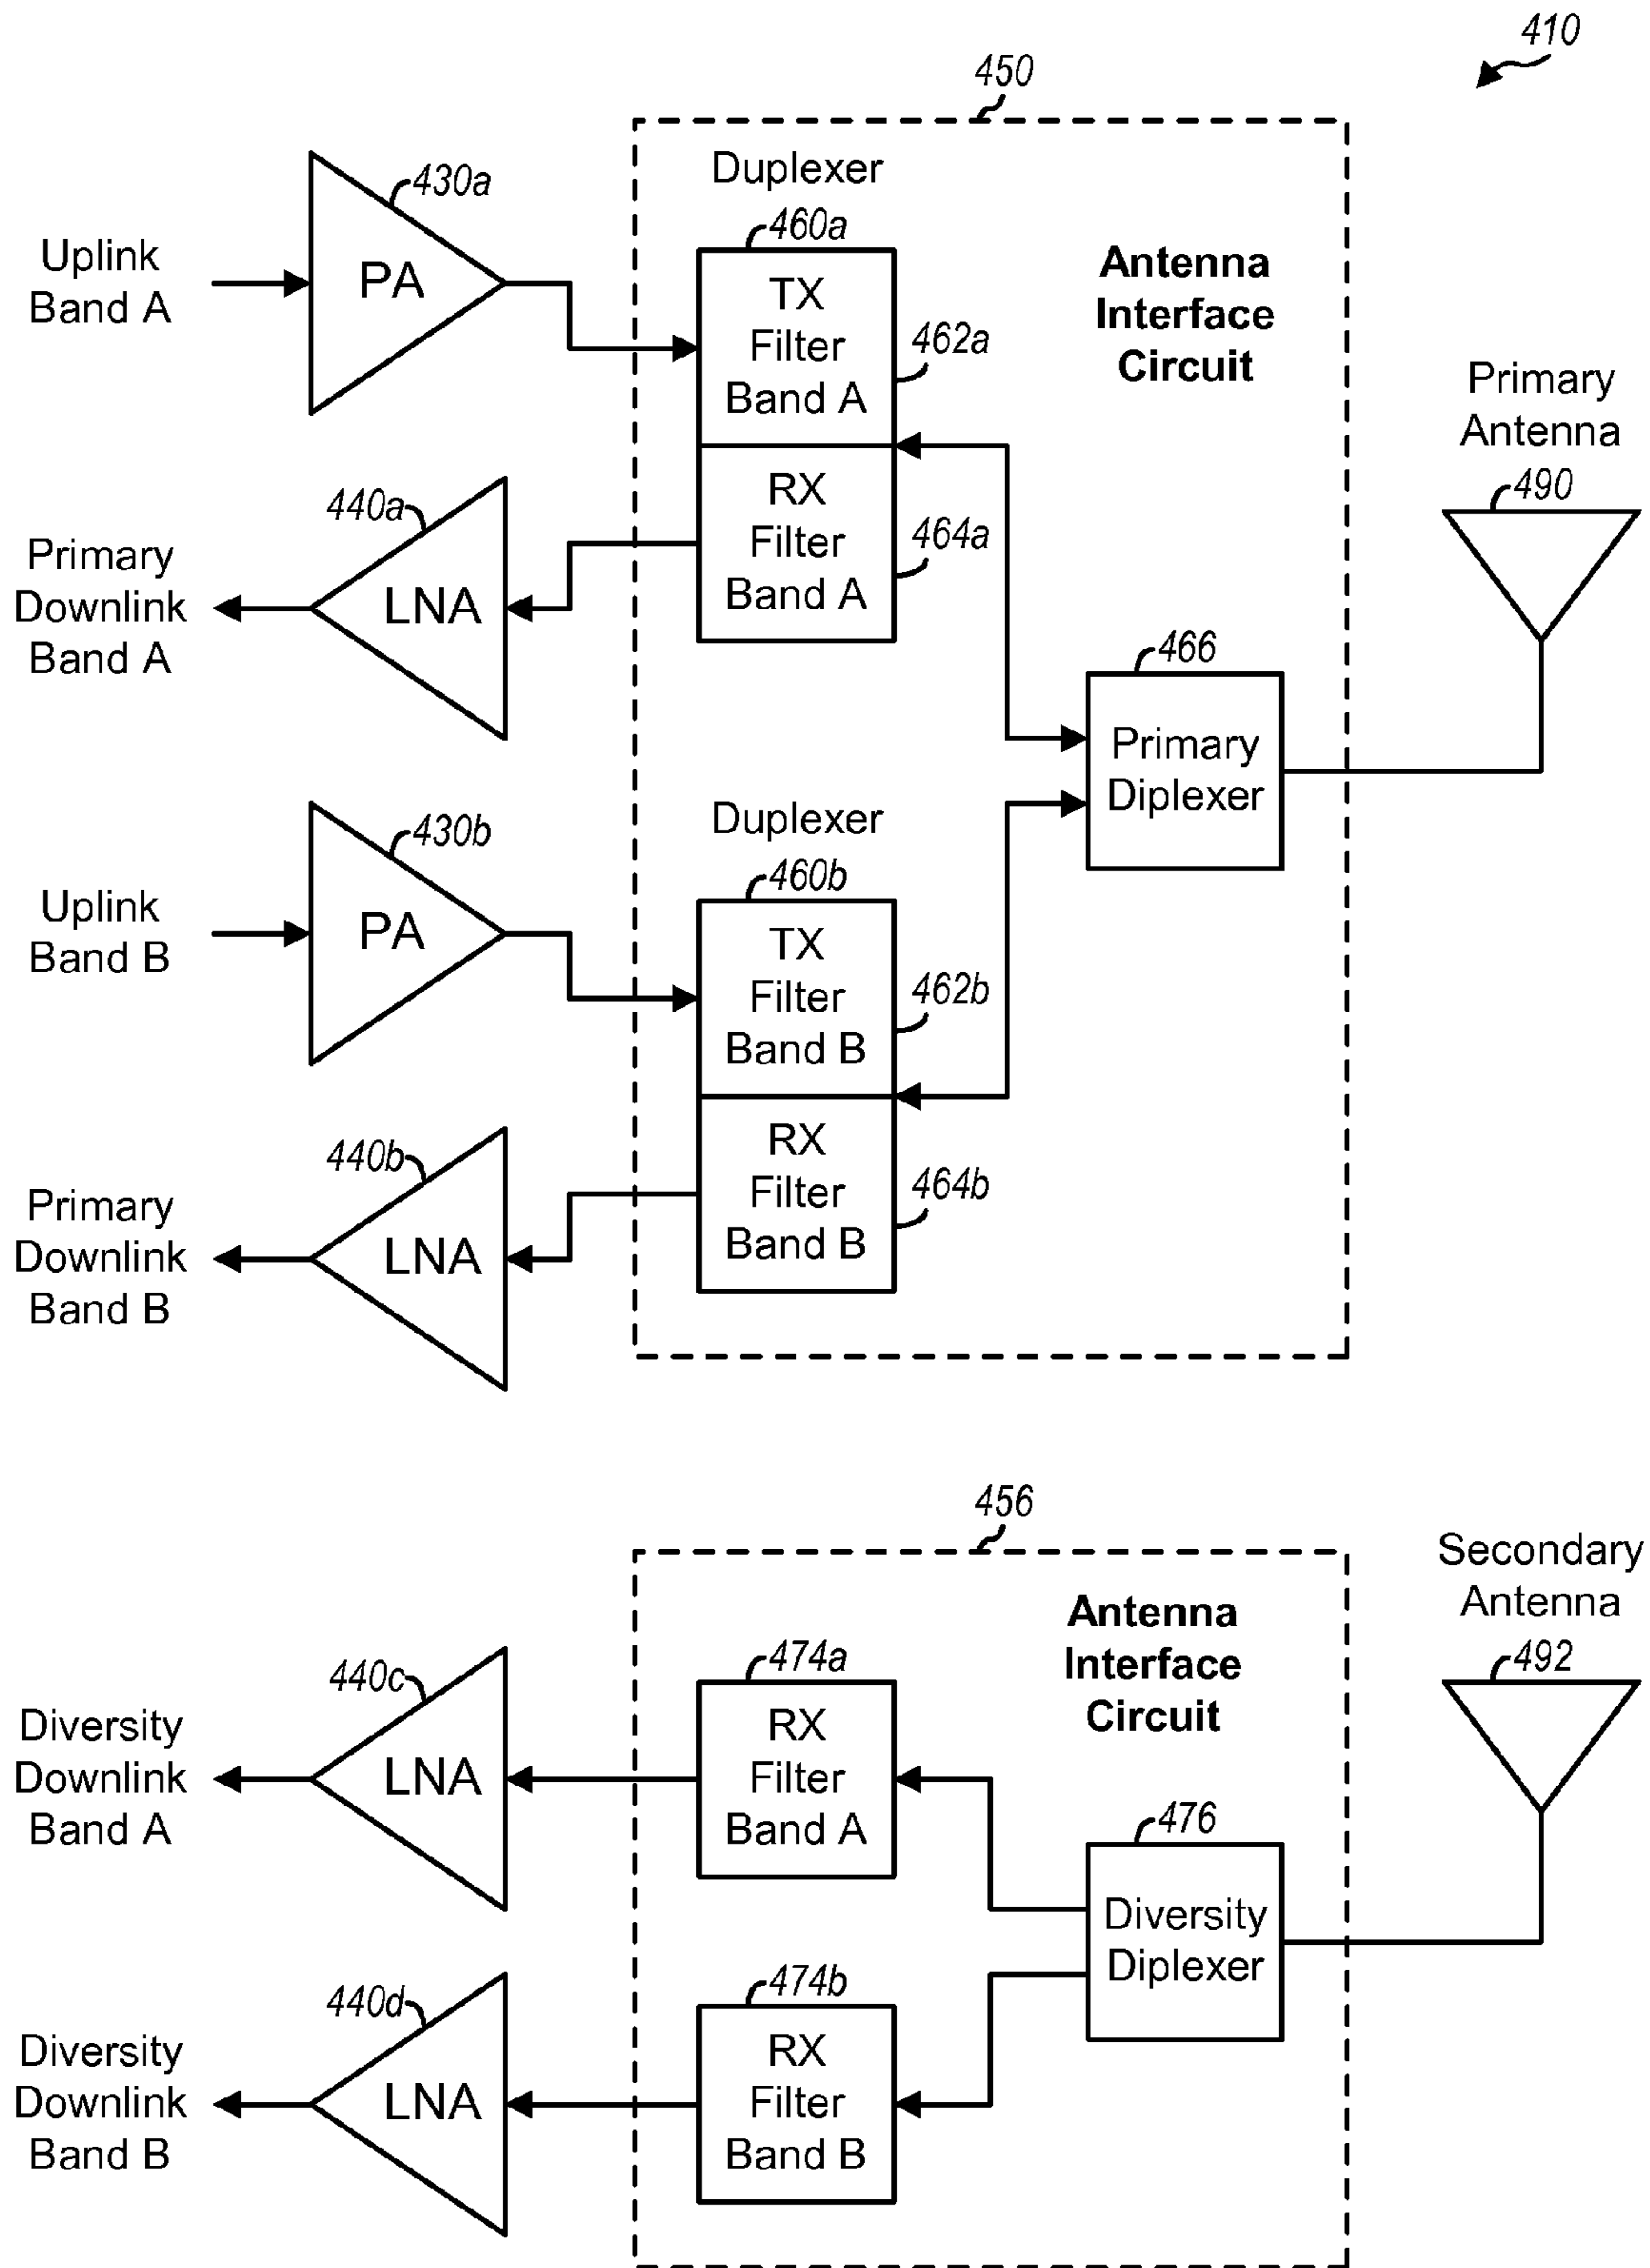 410
450
Duplexer
430a
460a
Uplink
Band A
PA
TX
Filter
Band A
462a
Antenna
Interface
Circuit
Primary
Antenna
490
440a
Primary
Downlink
Band A
LNA
RX
Filter
Band A
464a
466
Primary
Diplexer
Duplexer
430b
460b
Uplink
Band B
PA
TX
Filter
Band B
462b
440b
Primary
Downlink
Band B
LNA
RX
Filter
Band B
464b
456
Antenna
Interface
Circuit
Secondary
Antenna
492
440c
474a
Diversity
Downlink
Band A
LNA
RX
Filter
Band A
476
Diversity
Diplexer
440d
474b
Diversity
Downlink
Band B
LNA
RX
Filter
Band B